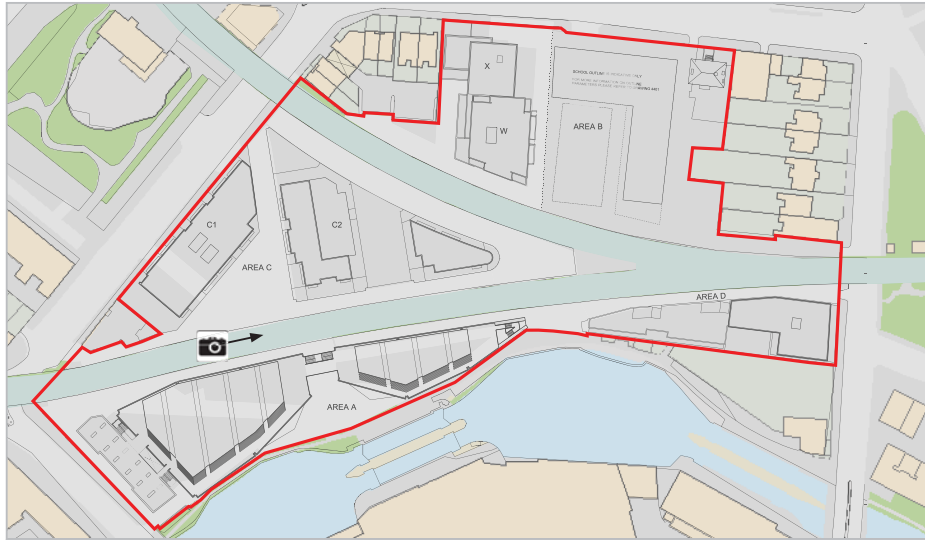 X
SCHOOL OUTLINE
W
AREA B
C1
C2
AREA C
AREA D
AREA A